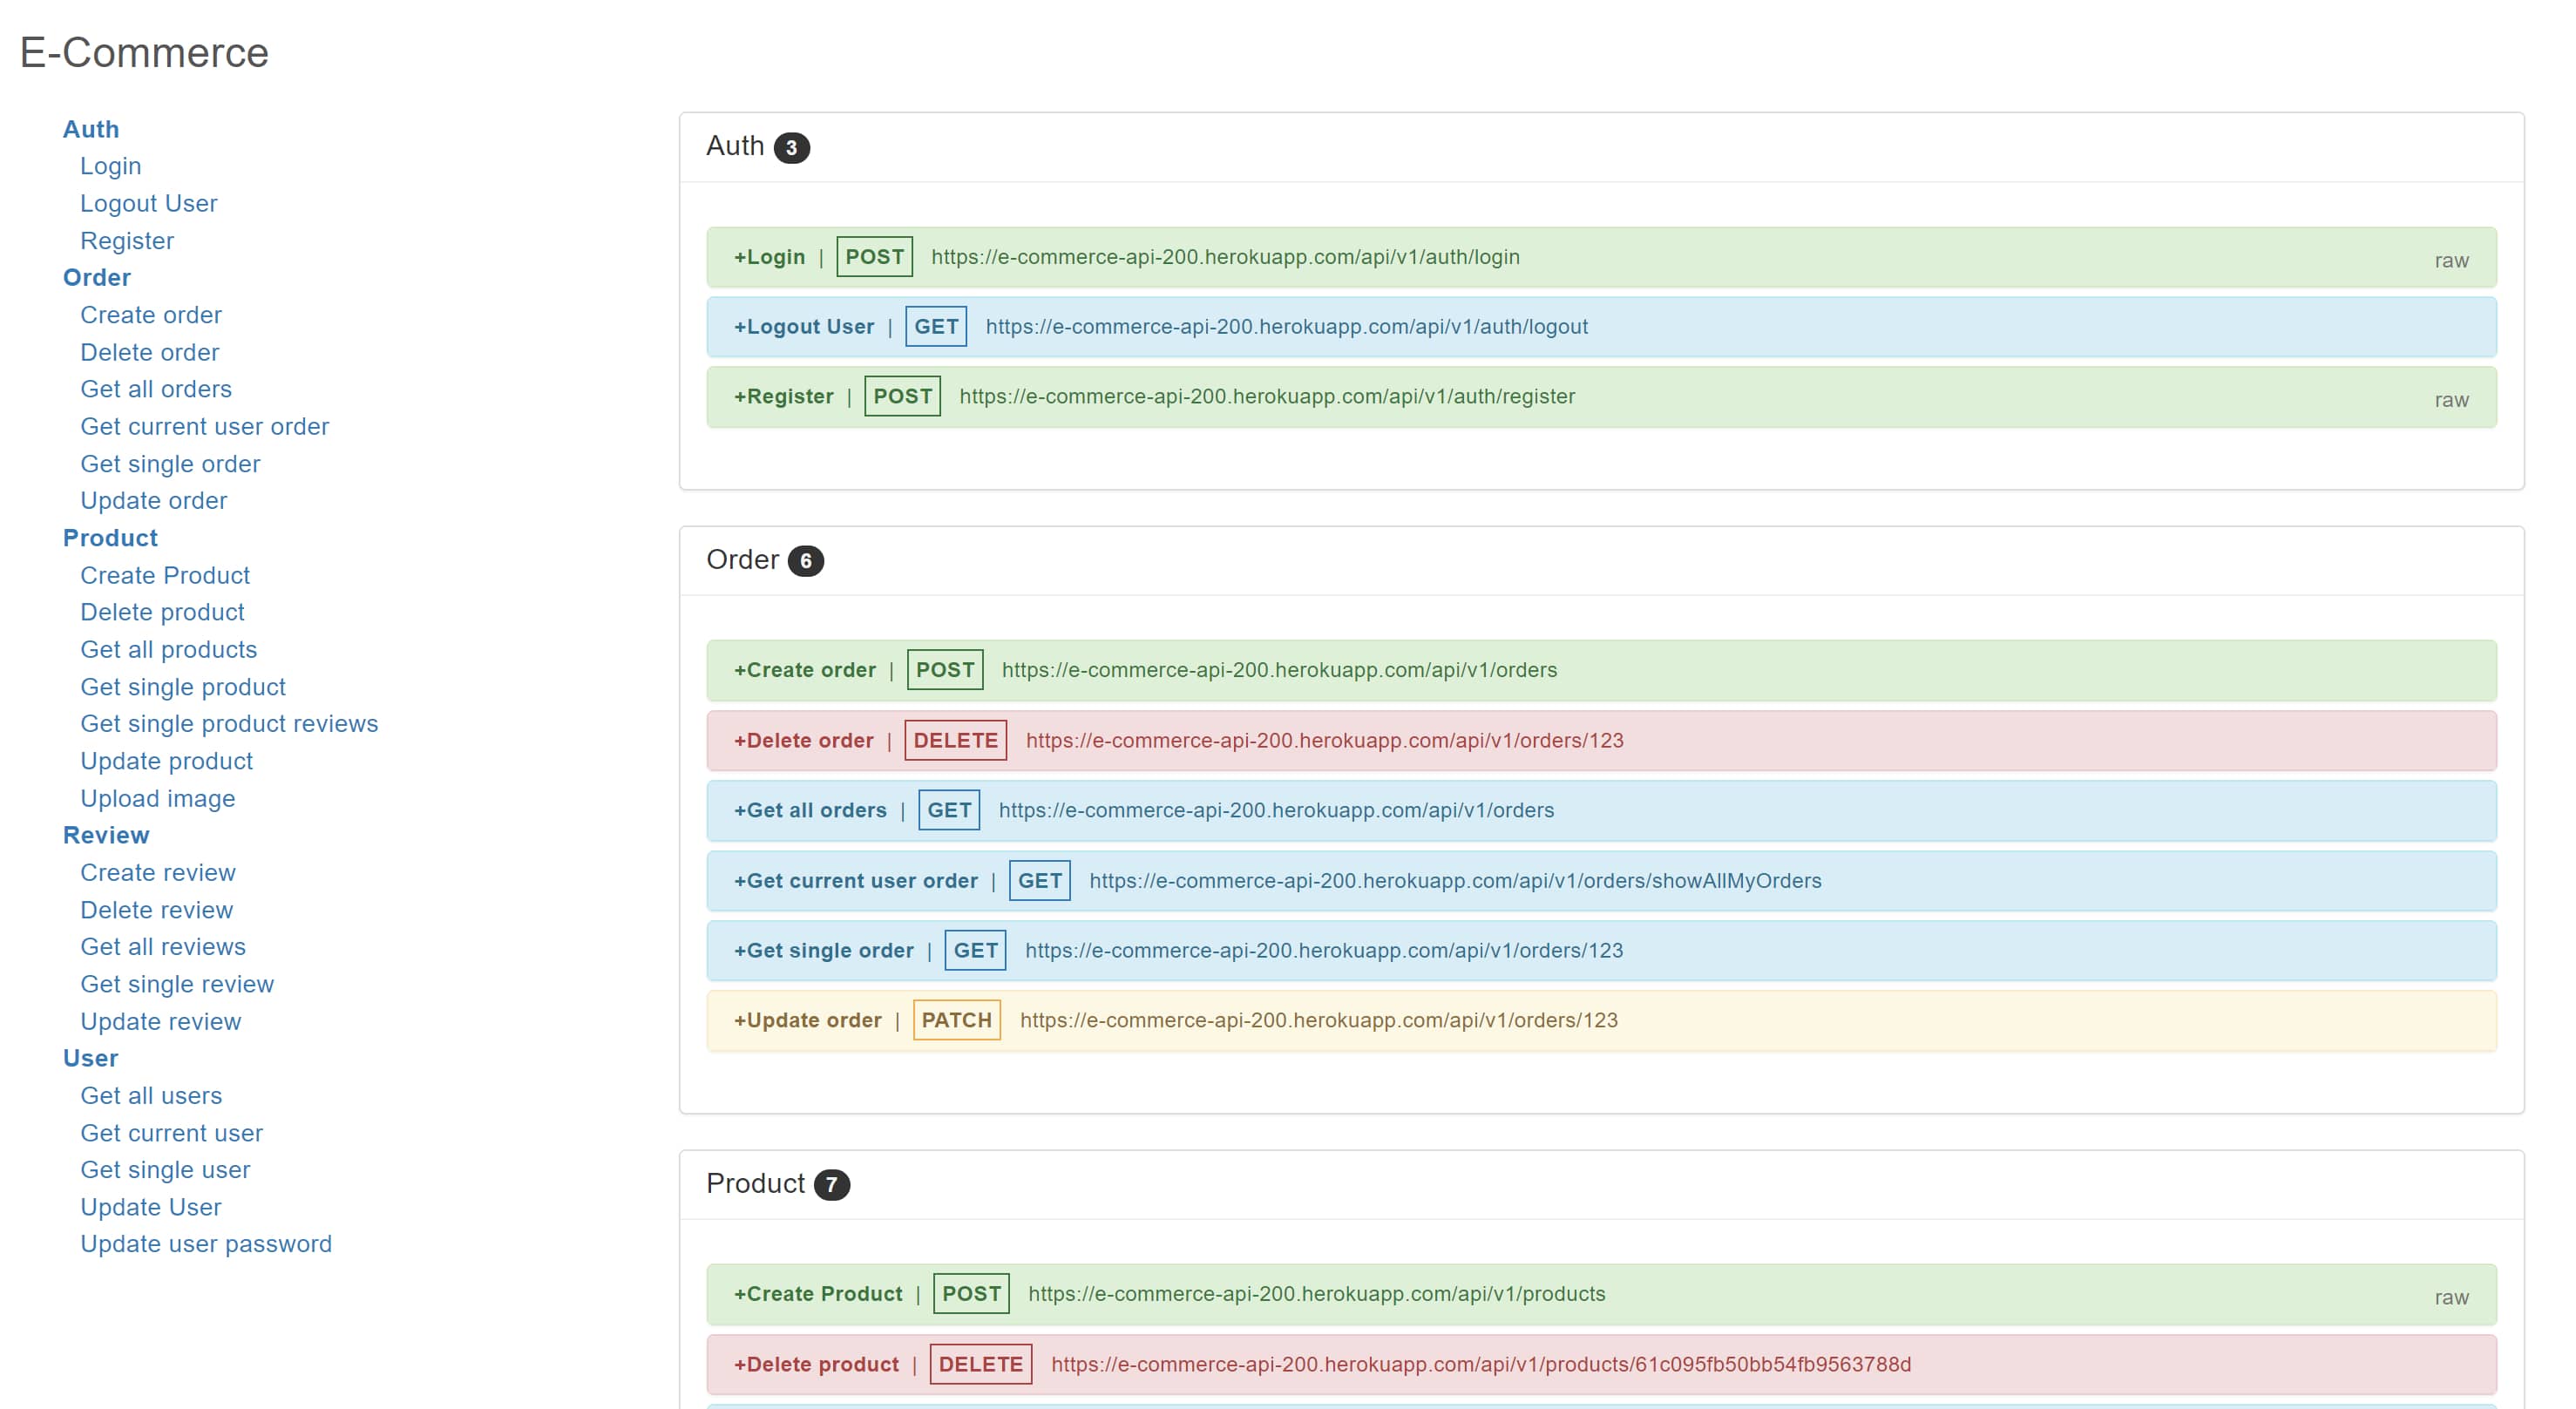 E-Commerce
Auth
Login
Logout User
Register
Order
Create order
Delete order
Get all orders
Get current user order
Get single order
Update order
Product
Create Product
Delete product
Get all products
Get single product
Get single product reviews
Update product
Upload image
Review
Create review
Delete review
Get all reviews
Get single review
Update review
User
Get all users
Get current user
Get single user
Update User
Update user password
Auth 3
+Login | POST https://e-commerce-api-200.herokuapp.com/api/v1/auth/login raw
+Logout User | GET https://e-commerce-api-200.herokuapp.com/api/v1/auth/logout
+Register | POST https://e-commerce-api-200.herokuapp.com/api/v1/auth/register raw
Order 6
+Create order | POST https://e-commerce-api-200.herokuapp.com/api/v1/orders
+Delete order | DELETE https://e-commerce-api-200.herokuapp.com/api/v1/orders/123
+Get all orders | GET https://e-commerce-api-200.herokuapp.com/api/v1/orders
+Get current user order | GET https://e-commerce-api-200.herokuapp.com/api/v1/orders/showAllMyOrders
+Get single order | GET https://e-commerce-api-200.herokuapp.com/api/v1/orders/123
+Update order | PATCH https://e-commerce-api-200.herokuapp.com/api/v1/orders/123
Product 7
+Create Product | POST https://e-commerce-api-200.herokuapp.com/api/v1/products raw
+Delete product | DELETE https://e-commerce-api-200.herokuapp.com/api/v1/products/61c095fb50bb54fb9563788d